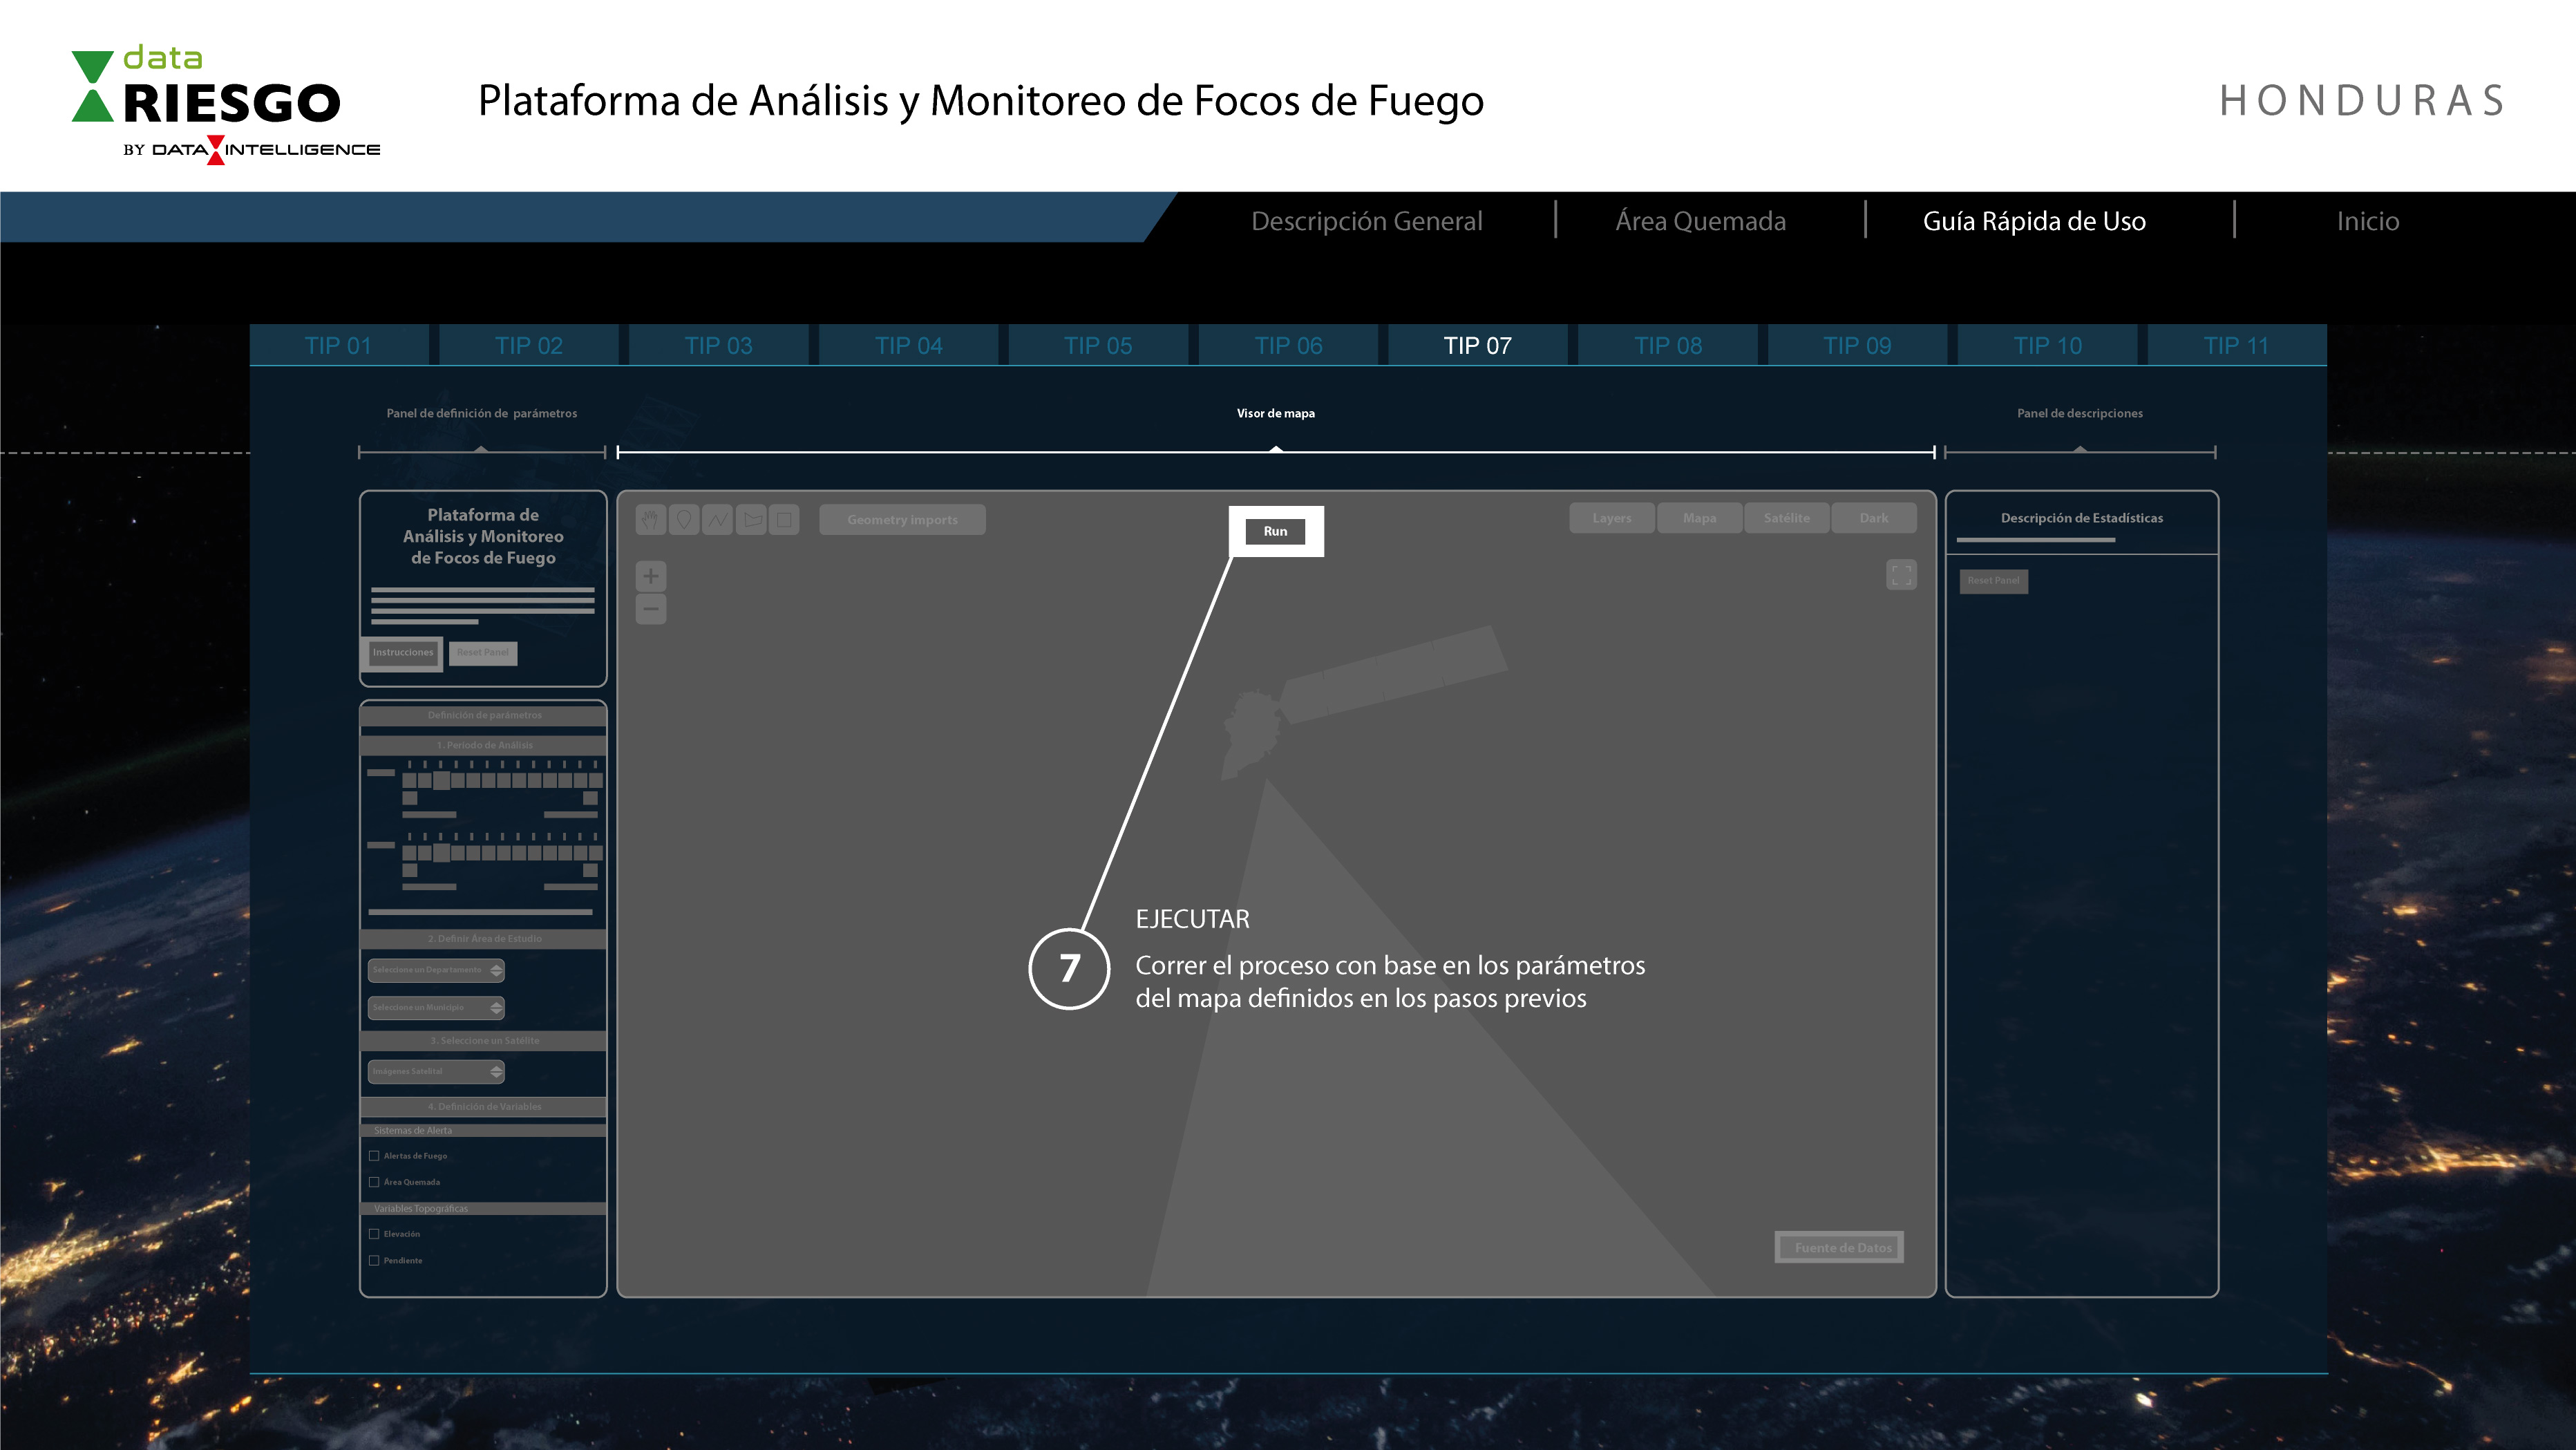 data
RIESGO
BY DATA INTELLIGENCE
Plataforma de Análisis y Monitoreo de Focos de Fuego
HONDURAS
Descripción General
Área Quemada
Guía Rápida de Uso
Inicio
TIP 01
TIP 02
TIP 03
TIP 04
TIP 05
TIP 06
TIP 07
TIP 08
TIP 09
TIP 10
TIP 11
Panel de definición de parámetros
Visor de mapa
Panel de descripciones
Plataforma de
Análisis y Monitoreo
de Focos de Fuego
Instrucciones
Reset Panel
Definición de parámetros
1. Período de Análisis
2. Definir Área de Estudio
Seleccione un Departamento
Seleccione un Municipio
3. Seleccione un Satélite
Imágenes Satelital
4. Definición de Variables
Sistemas de Alerta
Alertas de Fuego
Área Quemada
Variables Topográficas
Elevación
Pendiente
Geometry imports
Run
Layers
Mapa
Satélite
Dark
7
EJECUTAR
Correr el proceso con base en los parámetros
del mapa definidos en los pasos previos
Fuente de Datos
Descripción de Estadísticas
Reset Panel